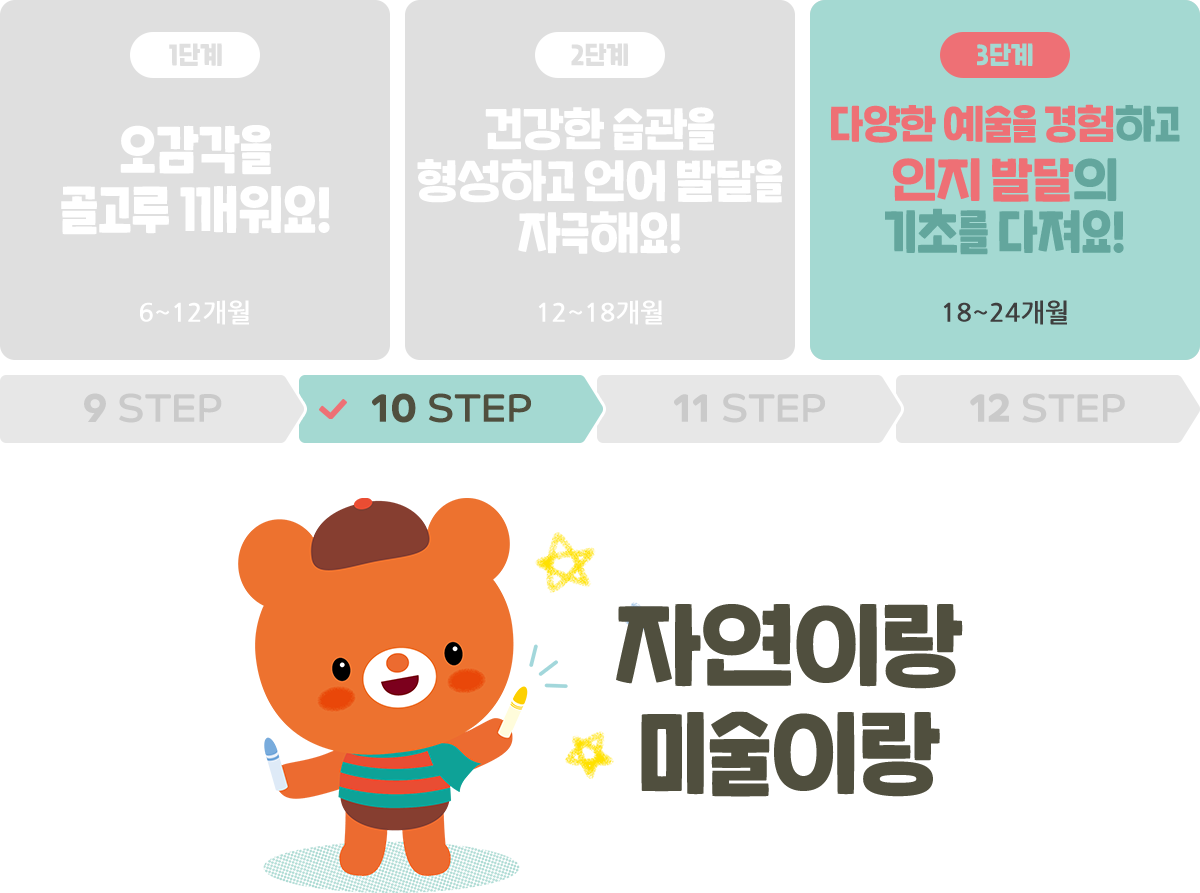 1단계
오감각을
골고루 깨워요!
6~12개월
2단계
건강한 습관을
형성하고 언어 발달을
자극해요!
12~18개월
3단계
다양한 예술을 경험하고
인지 발달의
기초를 다져요!
18~24개월
9 STEP
10 STEP
11 STEP
12 STEP
자연이랑
미술이랑